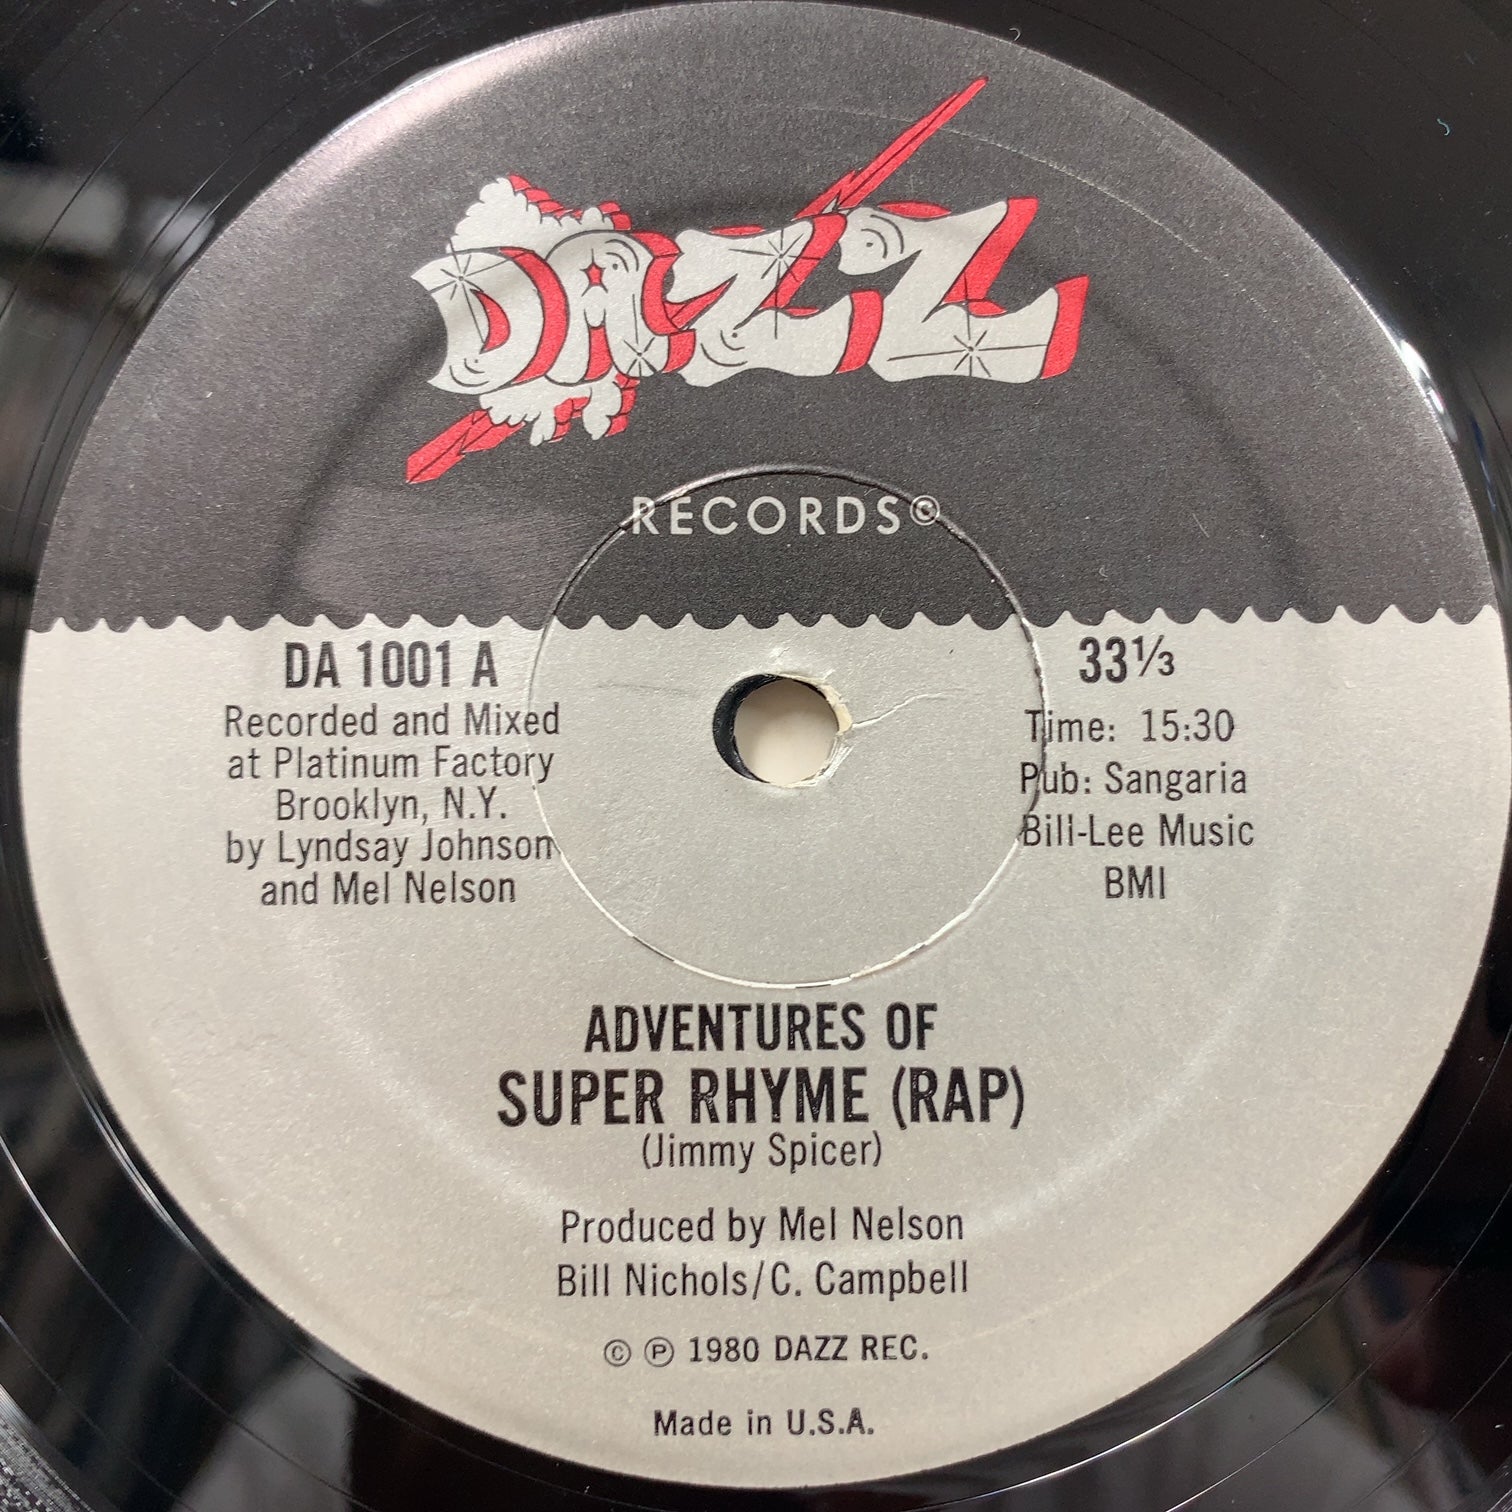 DAZZ
RECORDS©
DA 1001 A
Recorded and Mixed
at Platinum Factory
Brooklyn, N.Y.
by Lyndsay Johnson
and Mel Nelson
33⅓
Time: 15:30
Pub: Sangaria
Bill-Lee Music
BMI
ADVENTURES OF
SUPER RHYME (RAP)
(Jimmy Spicer)
Produced by Mel Nelson
Bill Nichols/C. Campbell
© ℗ 1980 DAZZ REC.
Made in U.S.A.